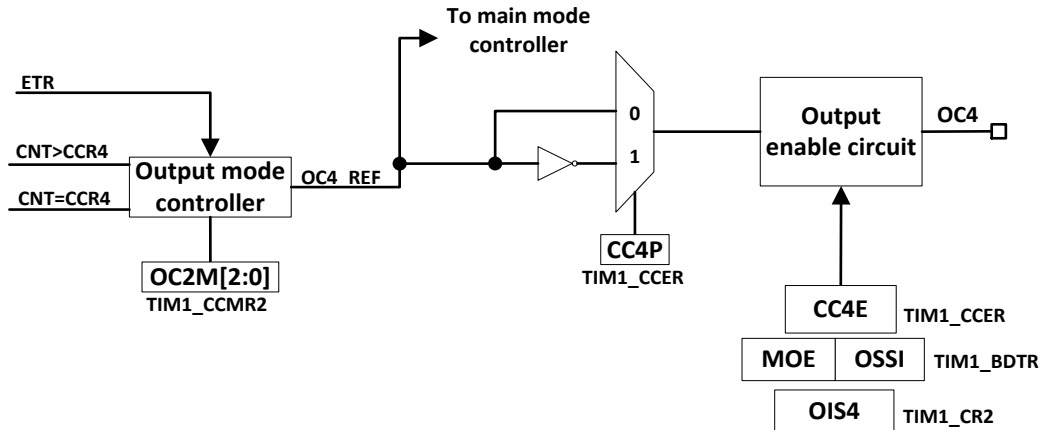 To main mode
controller
ETR
CNT>CCR4
CNT=CCR4
Output mode
controller
OC4_REF
OC2M[2:0]
TIM1_CCMR2
0
1
CC4P
TIM1_CCER
Output
enable circuit
OC4
CC4E
TIM1_CCER
MOE
OSSI
TIM1_BDTR
OIS4
TIM1_CR2